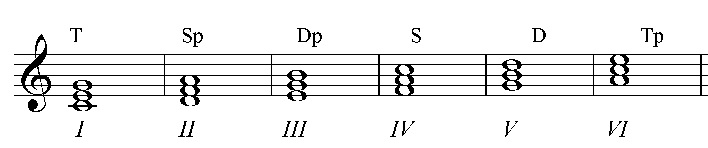 T Sp Dp S D Tp
I II III IV V VI